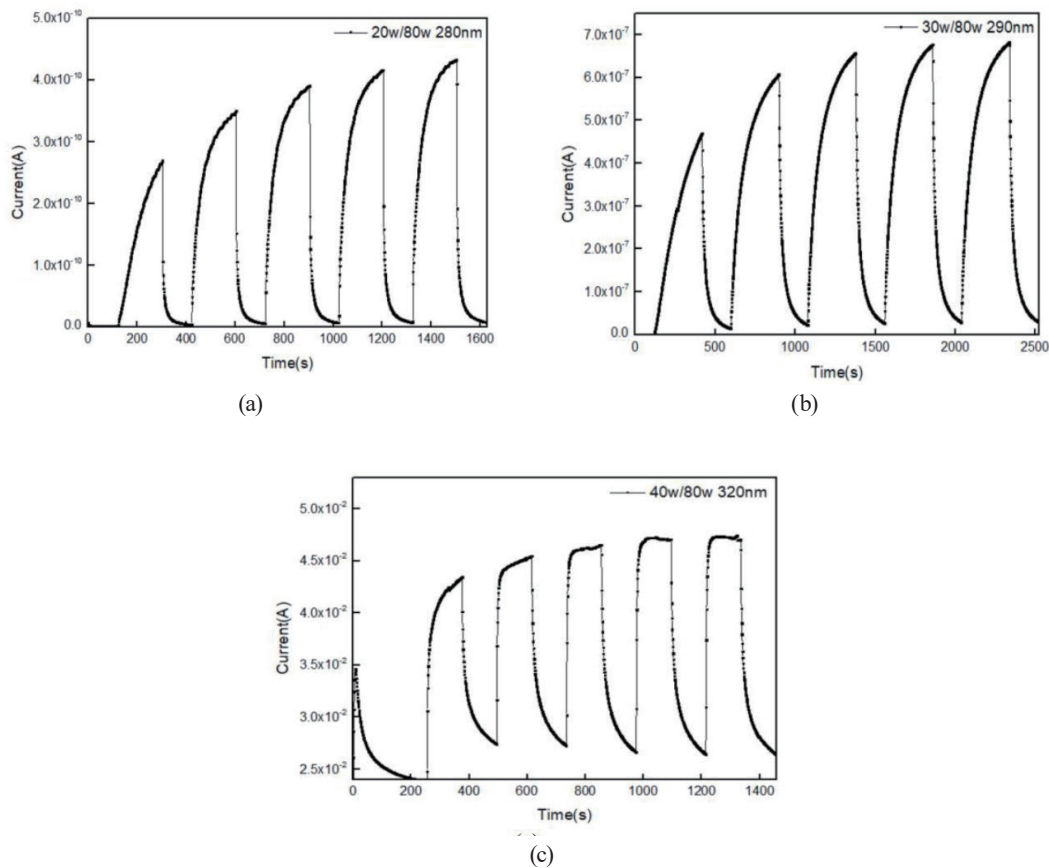 5.0x10-10
4.0x10-10
3.0x10-10
2.0x10-10
1.0x10-10
0.0
Current(A)
20w/80w 280nm
0 200 400 600 800 1000 1200 1400 1600
Time(s)
(a)
7.0x10-7
6.0x10-7
5.0x10-7
4.0x10-7
3.0x10-7
2.0x10-7
1.0x10-7
0.0
Current(A)
30w/80w 290nm
0 500 1000 1500 2000 2500
Time(s)
(b)
5.0x10-2
4.5x10-2
4.0x10-2
3.5x10-2
3.0x10-2
2.5x10-2
Current(A)
40w/80w 320nm
0 200 400 600 800 1000 1200 1400
Time(s)
(c)